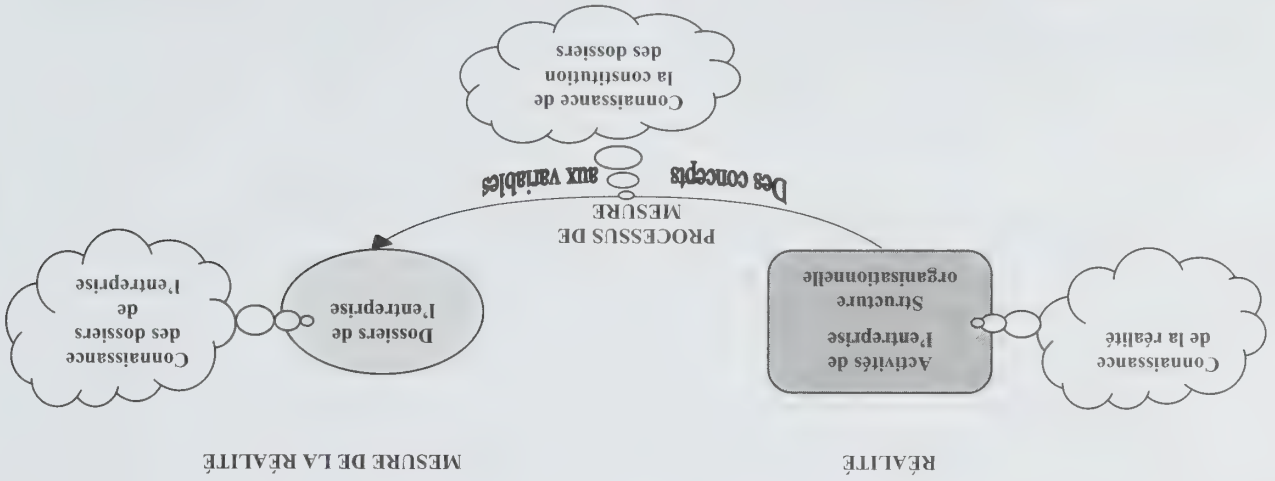 RÉALITÉ
MESURE DE LA RÉALITÉ
Connaissance
de la réalité
Activités de
l'entreprise
Structure
organisationnelle
PROCESSUS DE
MESURE
Des concepts aux variables
Dossiers de
l'entreprise
Connaissance
des dossiers
de
l'entreprise
Connaissance de
la constitution
des dossiers